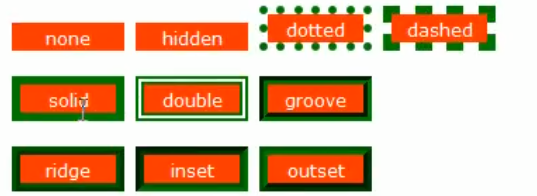 none hidden dotted dashed
solid double groove
ridge inset outset